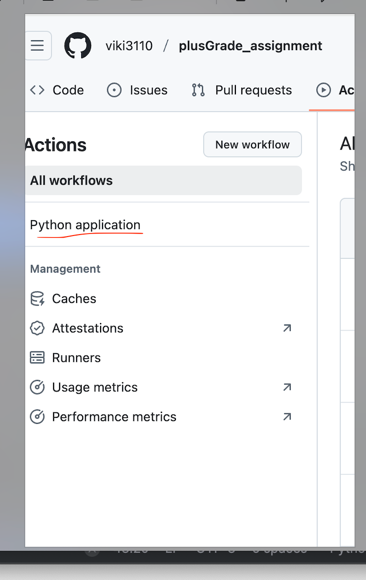 viki3110 / plusGrade_assignment
Code Issues Pull requests Ac
Actions New workflow Al
All workflows Sh
Python application
Management
Caches
Attestations
Runners
Usage metrics
Performance metrics